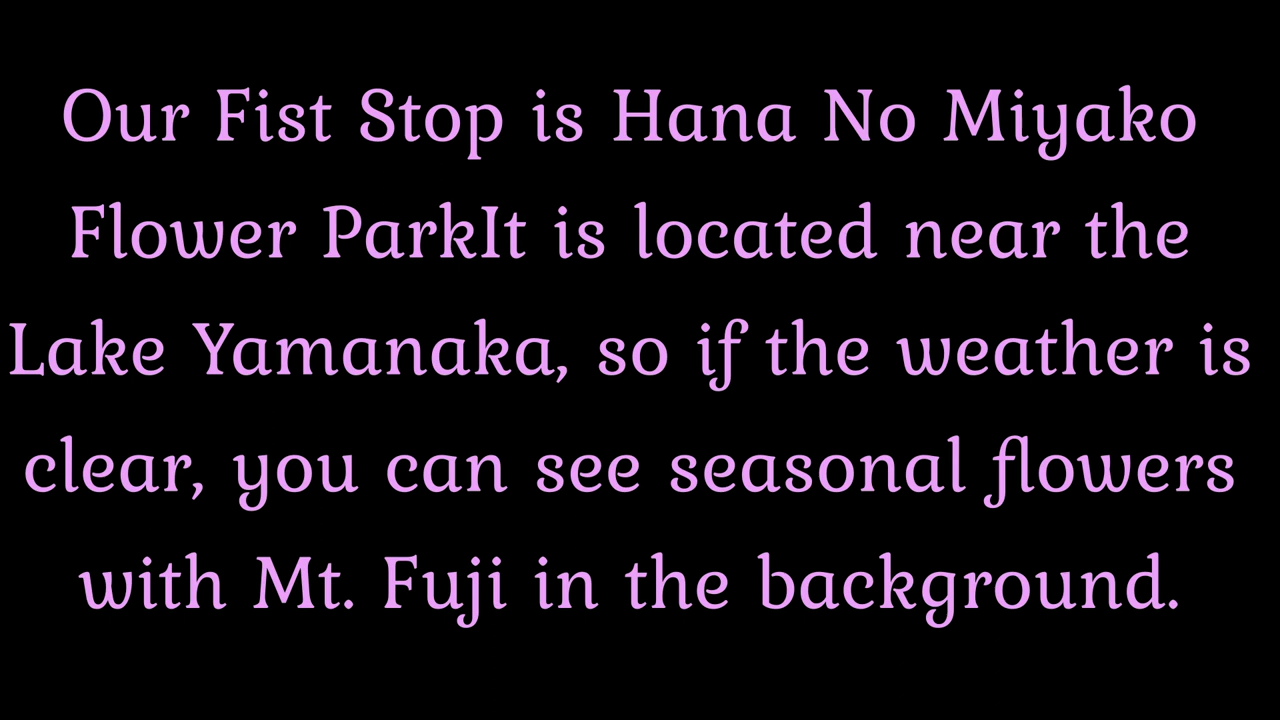 Our Fist Stop is Hana No Miyako
Flower ParkIt is located near the
Lake Yamanaka, so if the weather is
clear, you can see seasonal flowers
with Mt. Fuji in the background.